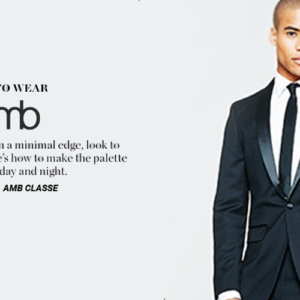 TO WEAR
mb
n a minimal edge, look to
e's how to make the palette
day and night.
AMB CLASSE